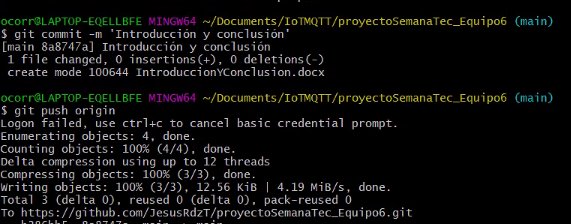 ocorr@LAPTOP-EQELLBFE MINGW64 ~/Documents/IoTMQTT/proyectoSemanaTec_Equipo6 (main)
$ git commit -m 'Introducción y conclusión'
[main 8a8747a] Introducción y conclusión
1 file changed, 0 insertions(+), 0 deletions(-)
create mode 100644 IntroduccionYConclusion.docx
ocorr@LAPTOP-EQELLBFE MINGW64 ~/Documents/IoTMQTT/proyectoSemanaTec_Equipo6 (main)
$ git push origin
Logon failed, use ctrl+c to cancel basic credential prompt.
Enumerating objects: 4, done.
Counting objects: 100% (4/4), done.
Delta compression using up to 12 threads
Compressing objects: 100% (3/3), done.
Writing objects: 100% (3/3), 12.56 KiB | 4.19 MiB/s, done.
Total 3 (delta 0), reused 0 (delta 0), pack-reused 0
To https://github.com/JesusRdzT/proyectoSemanaTec_Equipo6.git